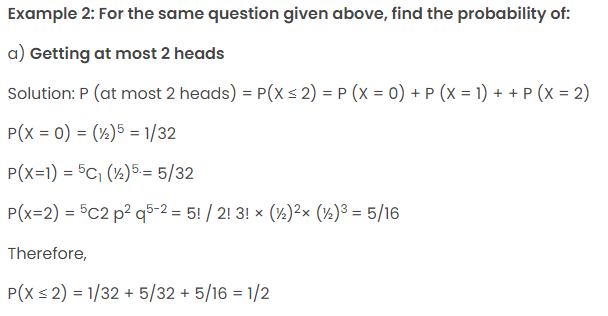 Example 2: For the same question given above, find the probability of:
a) Getting at most 2 heads
Solution: P (at most 2 heads) = P(X ≤ 2) = P (X = 0) + P (X = 1) + + P (X = 2)
P(X = 0) = (½)⁵ = 1/32
P(X=1) = ⁵C₁ (½)⁵·= 5/32
P(x=2) = ⁵C2 p² q⁵⁻² = 5! / 2! 3! × (½)²× (½)³ = 5/16
Therefore,
P(X ≤ 2) = 1/32 + 5/32 + 5/16 = 1/2